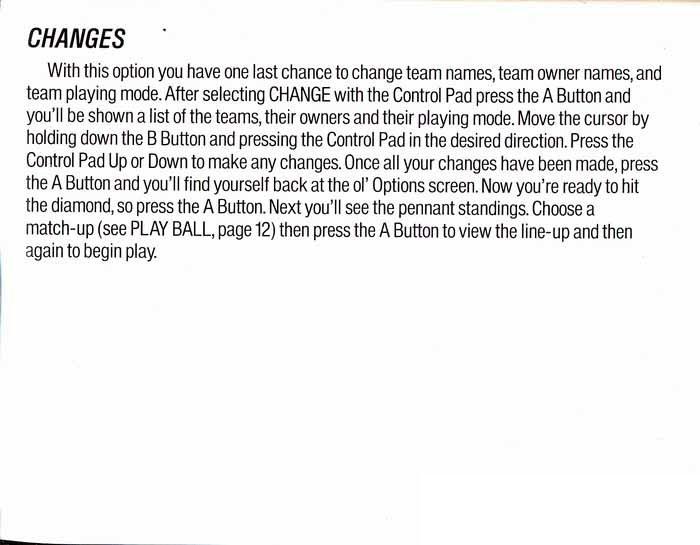 CHANGES
With this option you have one last chance to change team names, team owner names, and
team playing mode. After selecting CHANGE with the Control Pad press the A Button and
you'll be shown a list of the teams, their owners and their playing mode. Move the cursor by
holding down the B Button and pressing the Control Pad in the desired direction. Press the
Control Pad Up or Down to make any changes. Once all your changes have been made, press
the A Button and you'll find yourself back at the ol' Options screen. Now you're ready to hit
the diamond, so press the A Button. Next you'll see the pennant standings. Choose a
match-up (see PLAY BALL, page 12) then press the A Button to view the line-up and then
again to begin play.